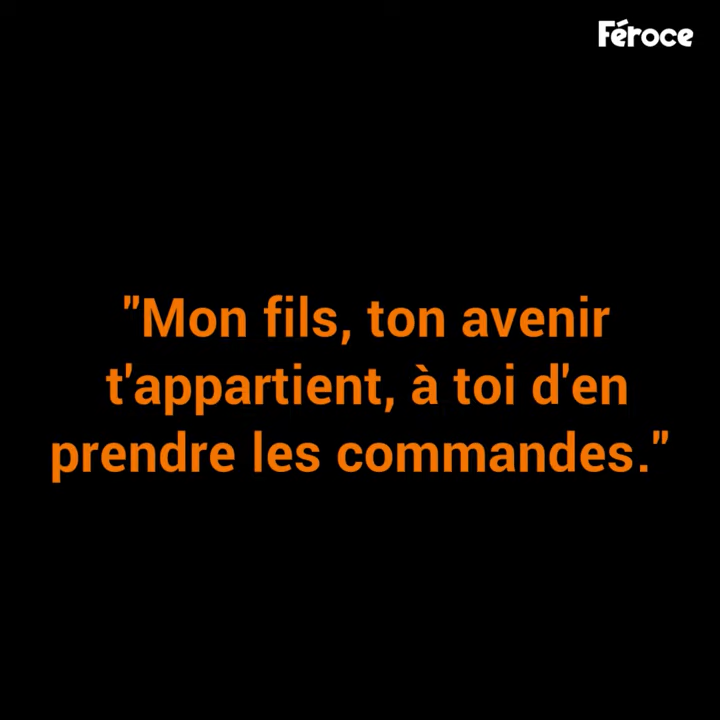 Féroce
"Mon fils, ton avenir
t'appartient, à toi d'en
prendre les commandes."